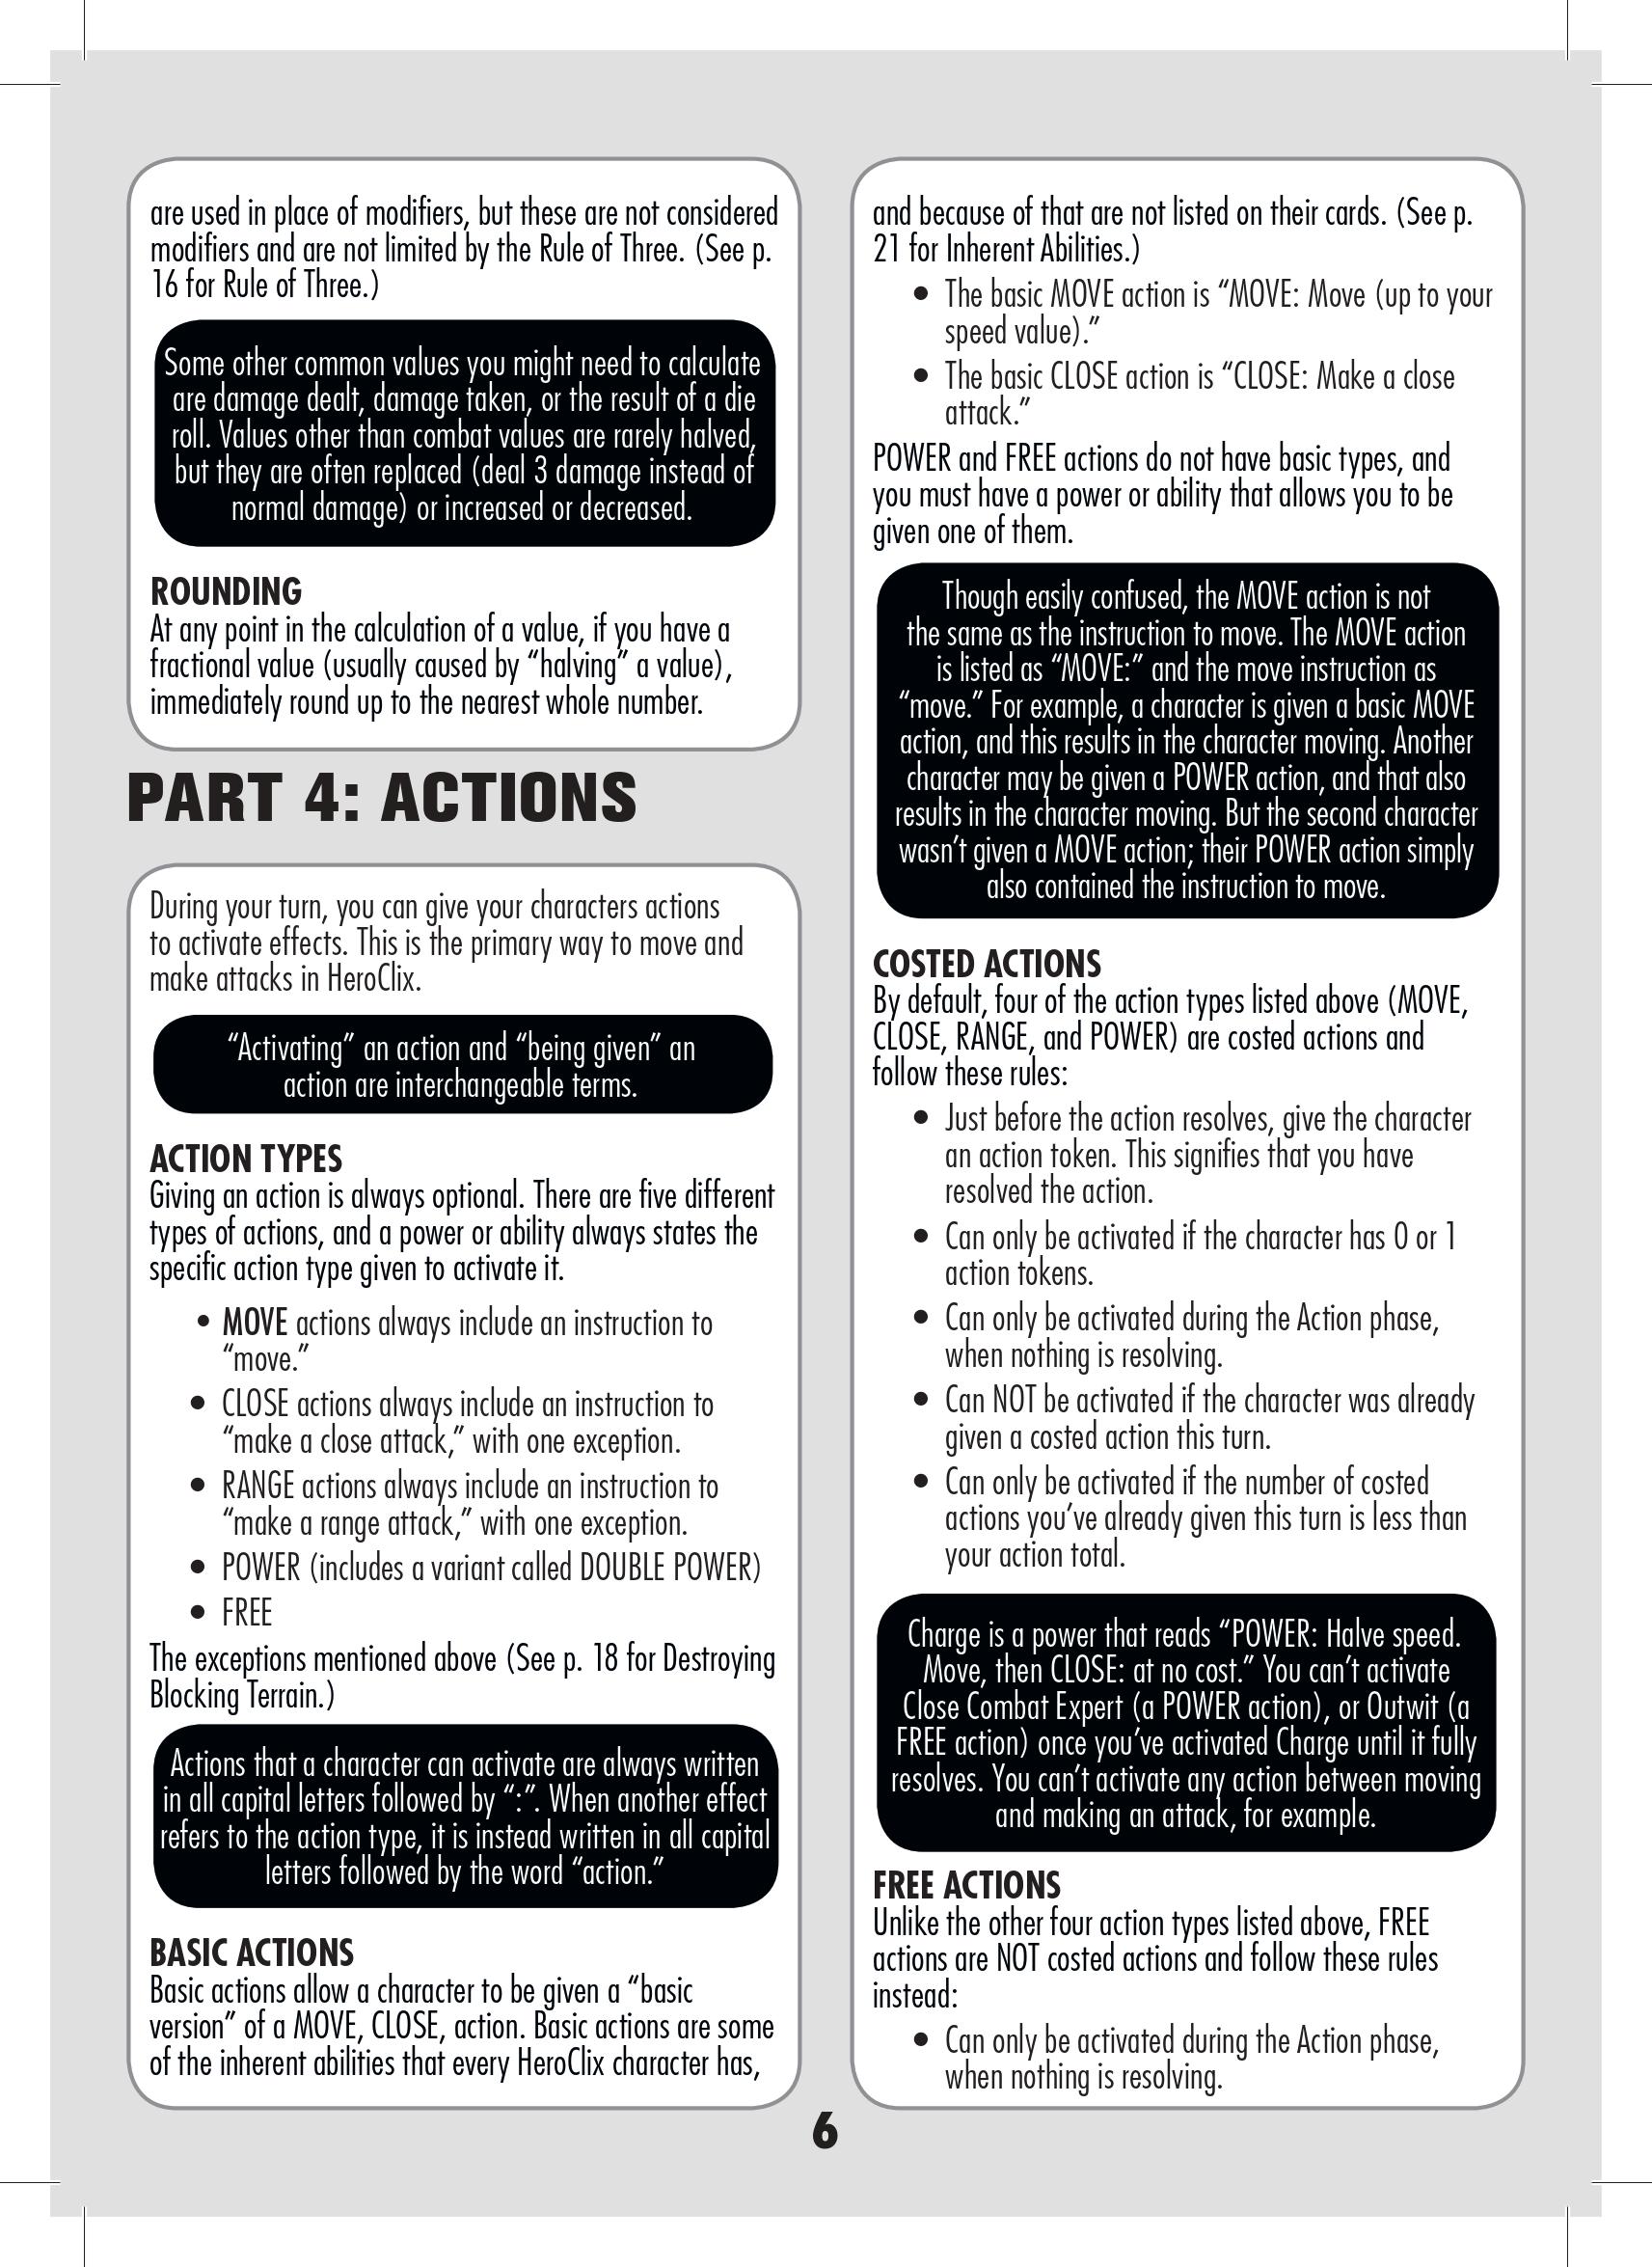 are used in place of modifiers, but these are not considered
modifiers and are not limited by the Rule of Three. (See p.
16 for Rule of Three.)
Some other common values you might need to calculate
are damage dealt, damage taken, or the result of a die
roll. Values other than combat values are rarely halved,
but they are often replaced (deal 3 damage instead of
normal damage) or increased or decreased.
ROUNDING
At any point in the calculation of a value, if you have a
fractional value (usually caused by “halving” a value),
immediately round up to the nearest whole number.
PART 4: ACTIONS
During your turn, you can give your characters actions
to activate effects. This is the primary way to move and
make attacks in HeroClix.
“Activating” an action and “being given” an
action are interchangeable terms.
ACTION TYPES
Giving an action is always optional. There are five different
types of actions, and a power or ability always states the
specific action type given to activate it.
• MOVE actions always include an instruction to
“move.”
• CLOSE actions always include an instruction to
“make a close attack,” with one exception.
• RANGE actions always include an instruction to
“make a range attack,” with one exception.
• POWER (includes a variant called DOUBLE POWER)
• FREE
The exceptions mentioned above (See p. 18 for Destroying
Blocking Terrain.)
Actions that a character can activate are always written
in all capital letters followed by “:”. When another effect
refers to the action type, it is instead written in all capital
letters followed by the word “action.”
BASIC ACTIONS
Basic actions allow a character to be given a “basic
version” of a MOVE, CLOSE, action. Basic actions are some
of the inherent abilities that every HeroClix character has,
and because of that are not listed on their cards. (See p.
21 for Inherent Abilities.)
• The basic MOVE action is “MOVE: Move (up to your
speed value).”
• The basic CLOSE action is “CLOSE: Make a close
attack.”
POWER and FREE actions do not have basic types, and
you must have a power or ability that allows you to be
given one of them.
Though easily confused, the MOVE action is not
the same as the instruction to move. The MOVE action
is listed as “MOVE:” and the move instruction as
“move.” For example, a character is given a basic MOVE
action, and this results in the character moving. Another
character may be given a POWER action, and that also
results in the character moving. But the second character
wasn’t given a MOVE action; their POWER action simply
also contained the instruction to move.
COSTED ACTIONS
By default, four of the action types listed above (MOVE,
CLOSE, RANGE, and POWER) are costed actions and
follow these rules:
• Just before the action resolves, give the character
an action token. This signifies that you have
resolved the action.
• Can only be activated if the character has 0 or 1
action tokens.
• Can only be activated during the Action phase,
when nothing is resolving.
• Can NOT be activated if the character was already
given a costed action this turn.
• Can only be activated if the number of costed
actions you’ve already given this turn is less than
your action total.
Charge is a power that reads “POWER: Halve speed.
Move, then CLOSE: at no cost.” You can’t activate
Close Combat Expert (a POWER action), or Outwit (a
FREE action) once you’ve activated Charge until it fully
resolves. You can’t activate any action between moving
and making an attack, for example.
FREE ACTIONS
Unlike the other four action types listed above, FREE
actions are NOT costed actions and follow these rules
instead:
• Can only be activated during the Action phase,
when nothing is resolving.
6